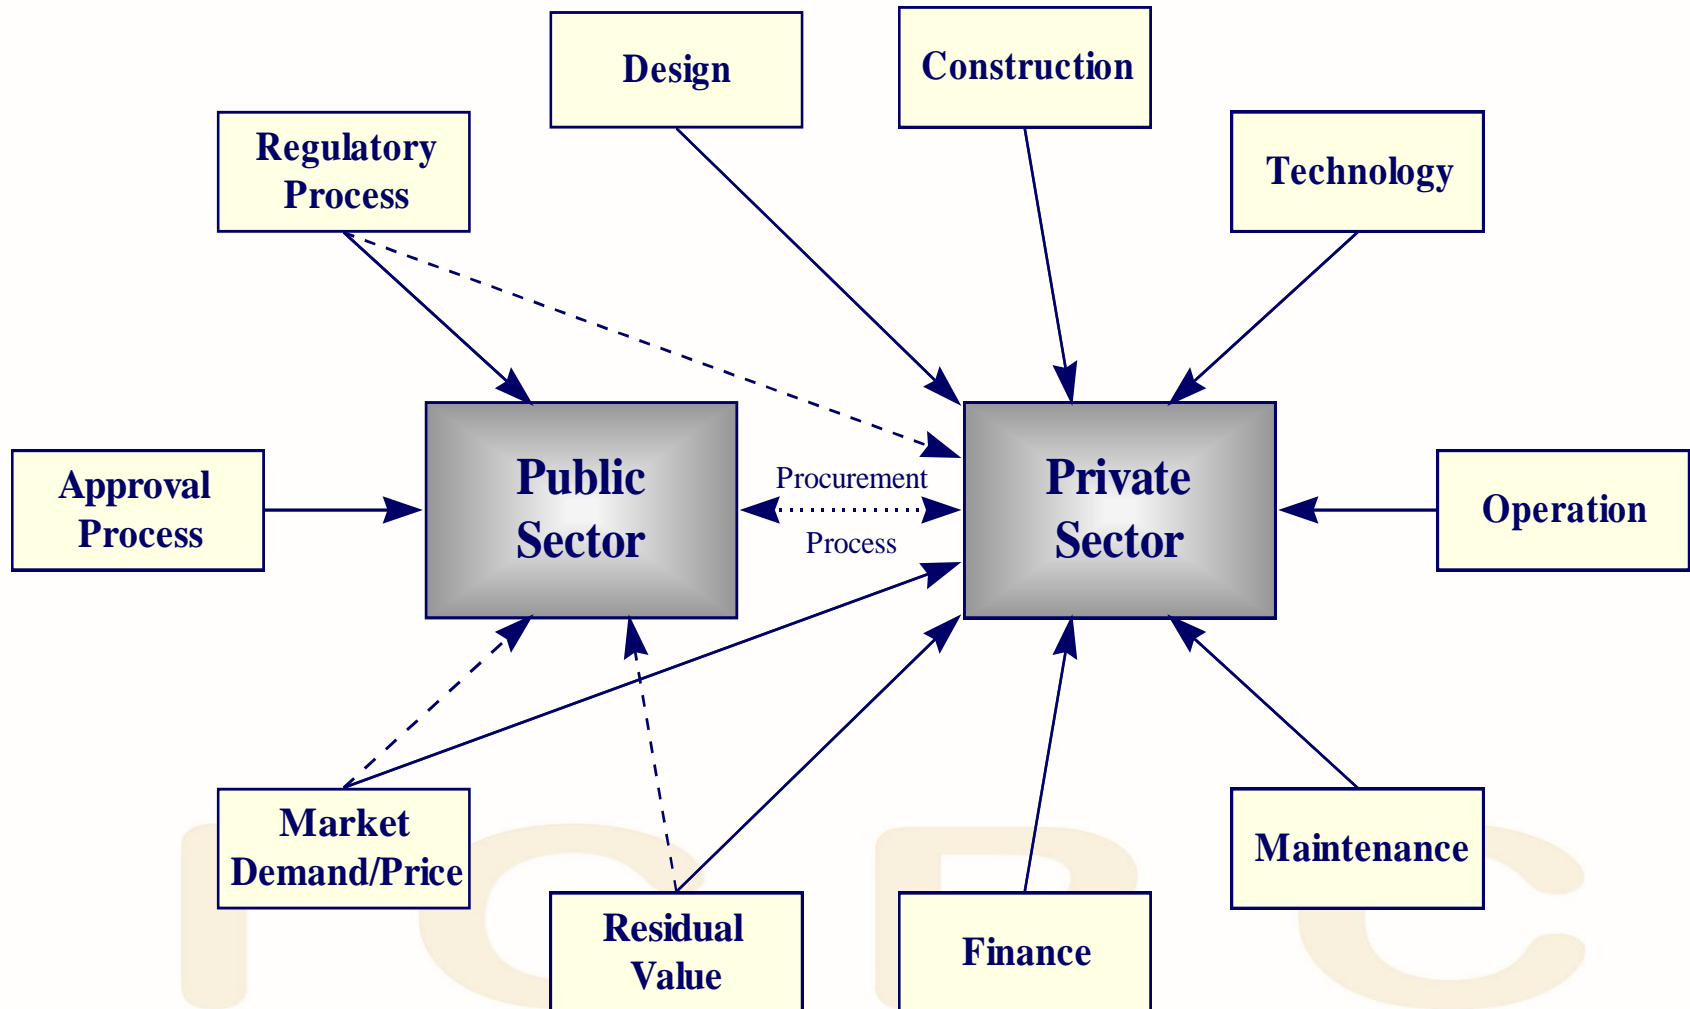 Design
Construction
Regulatory
Process
Technology
Approval
Process
Public
Sector
Procurement
Process
Private
Sector
Operation
Market
Demand/Price
Residual
Value
Finance
Maintenance